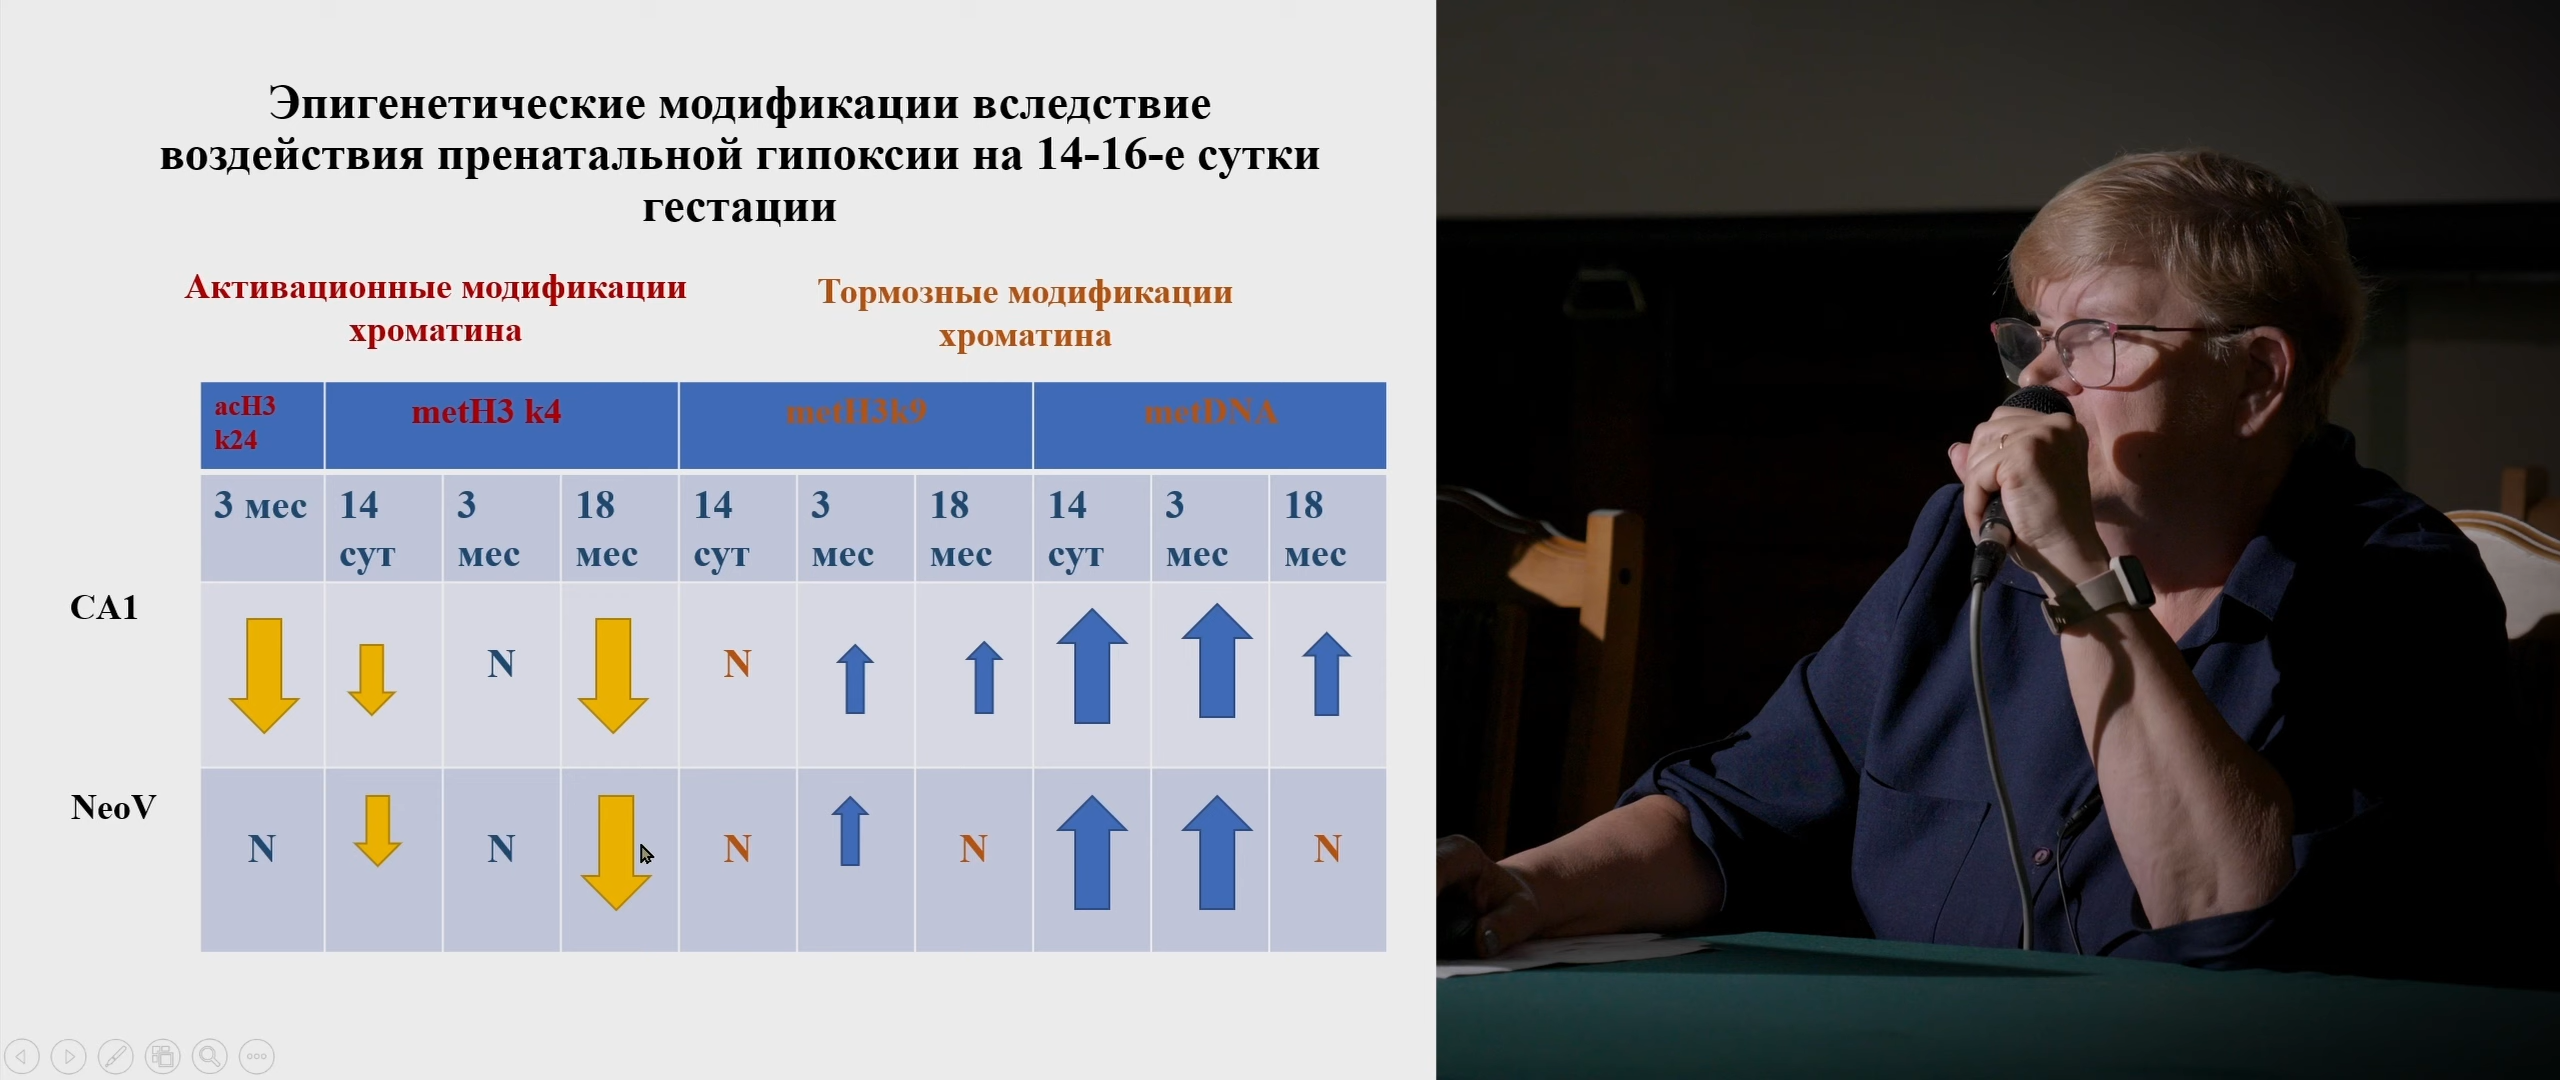 Эпигенетические модификации вследствие
воздействия пренатальной гипоксии на 14-16-е сутки
гестации
Активационные модификации
хроматина
Тормозные модификации
хроматина
acH3
k24
metH3 k4
metH3k9
metDNA
3 мес
14
сут
3
мес
18
мес
14
сут
3
мес
18
мес
14
сут
3
мес
18
мес
CA1
N
N
NeoV
N
N
N
N
N